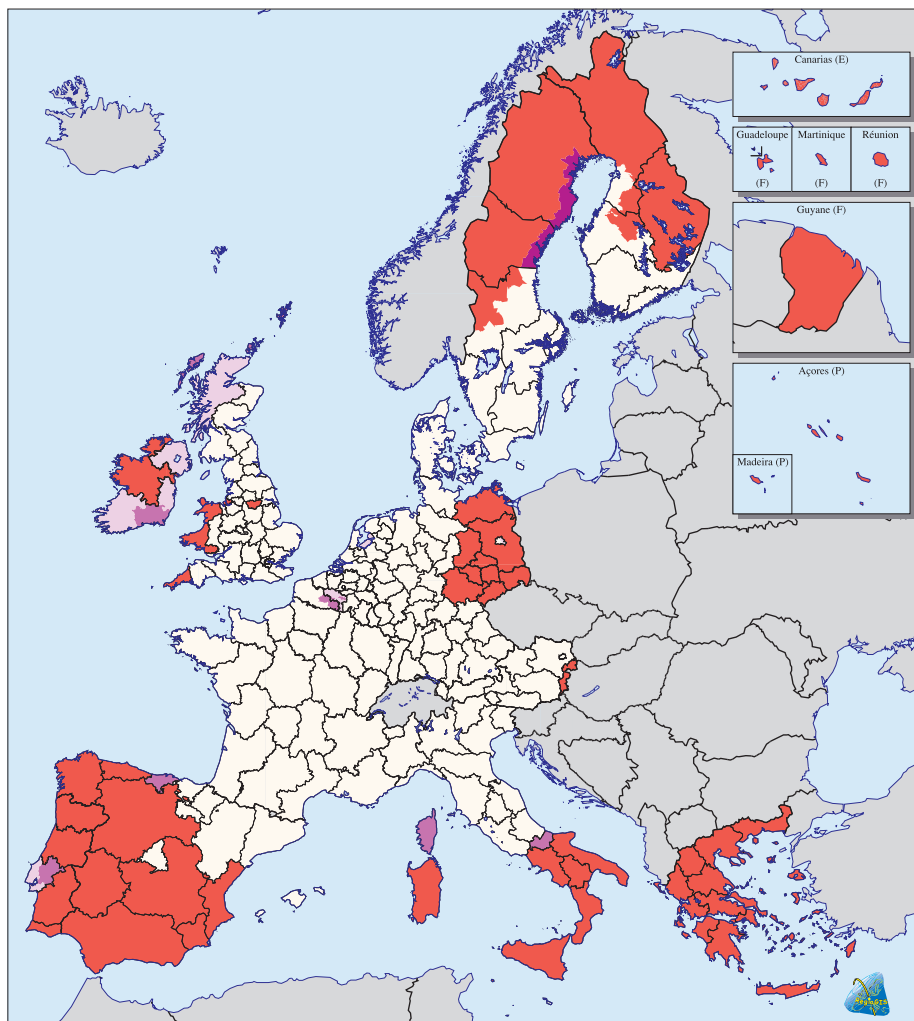 Canarias (E)
Guadeloupe
Martinique
Réunion
(F)
(F)
(F)
Guyane (F)
Açores (P)
Madeira (P)